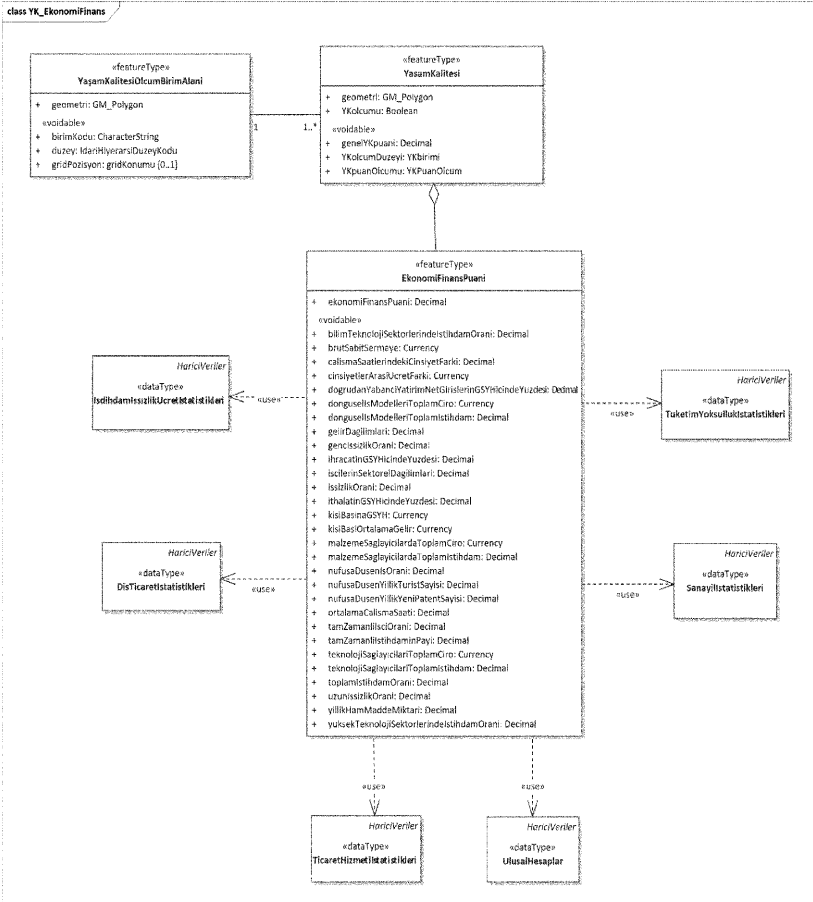 class YK_EkonomiFinans
«featureType»
YaşamKalitesiOlcumBirimAlani
+ geometri: GM_Polygon
«voidable»
+ birimKodu: CharacterString
+ duzey: IdariHiyerarsiDuzeyKodu
+ gridPozisyon: gridKonumu [0..1]
1
1..*
«featureType»
YasamKalitesi
+ geometri: GM_Polygon
+ YKolcumu: Boolean
«voidable»
+ genelYKpuani: Decimal
+ YKolcumDuzeyi: YKbirimi
+ YKpuanOlcumu: YKPuanOlcum
«featureType»
EkonomiFinansPuani
+ ekonomiFinansPuani: Decimal
«voidable»
+ bilimTeknolojiSektorlerindeIstihdamOrani: Decimal
+ brutSabitSermaye: Currency
+ calismaSaatlerindekiCinsiyetFarki: Decimal
+ cinsiyetlerArasiUcretFarki: Currency
+ dogrudanYabanciYatirimNetGirislerinGSYHicindeYuzdesi: Decimal
+ donguselIsModelleriToplamCiro: Currency
+ donguselIsModelleriToplamIstihdam: Decimal
+ gelirDagilimlari: Decimal
+ gencIssizlikOrani: Decimal
+ ihracatinGSYHicindeYuzdesi: Decimal
+ iscilerinSektorelDagilimlari: Decimal
+ issizlikOrani: Decimal
+ ithalatinGSYHicindeYuzdesi: Decimal
+ kisiBasinaGSYH: Currency
+ kisiBasiOrtalamaGelir: Currency
+ malzemeSaglayicilardaToplamCiro: Currency
+ malzemeSaglayicilardaToplamIstihdam: Decimal
+ nufusaDusenIsOrani: Decimal
+ nufusaDusenYillikTuristSayisi: Decimal
+ nufusaDusenYillikYeniPatentSayisi: Decimal
+ ortalamaCalismaSaati: Decimal
+ tamZamanliIsciOrani: Decimal
+ tamZamanliIstihdaminPayi: Decimal
+ teknolojiSaglayicilariToplamCiro: Currency
+ teknolojiSaglayicilariToplamIstihdam: Decimal
+ toplamIstihdamOrani: Decimal
+ uzunIssizlikOrani: Decimal
+ yillikHamMaddeMiktari: Decimal
+ yuksekTeknolojiSektorlerindeIstihdamOrani: Decimal
HariciVeriler
«dataType»
IsdihdamIssizlikUcretIstatistikleri
«use»
HariciVeriler
«dataType»
TuketimYoksullukIstatistikleri
«use»
HariciVeriler
«dataType»
DisTicaretIstatistikleri
«use»
HariciVeriler
«dataType»
SanayiIstatistikleri
«use»
«use»
«use»
HariciVeriler
«dataType»
TicaretHizmetIstatistikleri
HariciVeriler
«dataType»
UlusalHesaplar